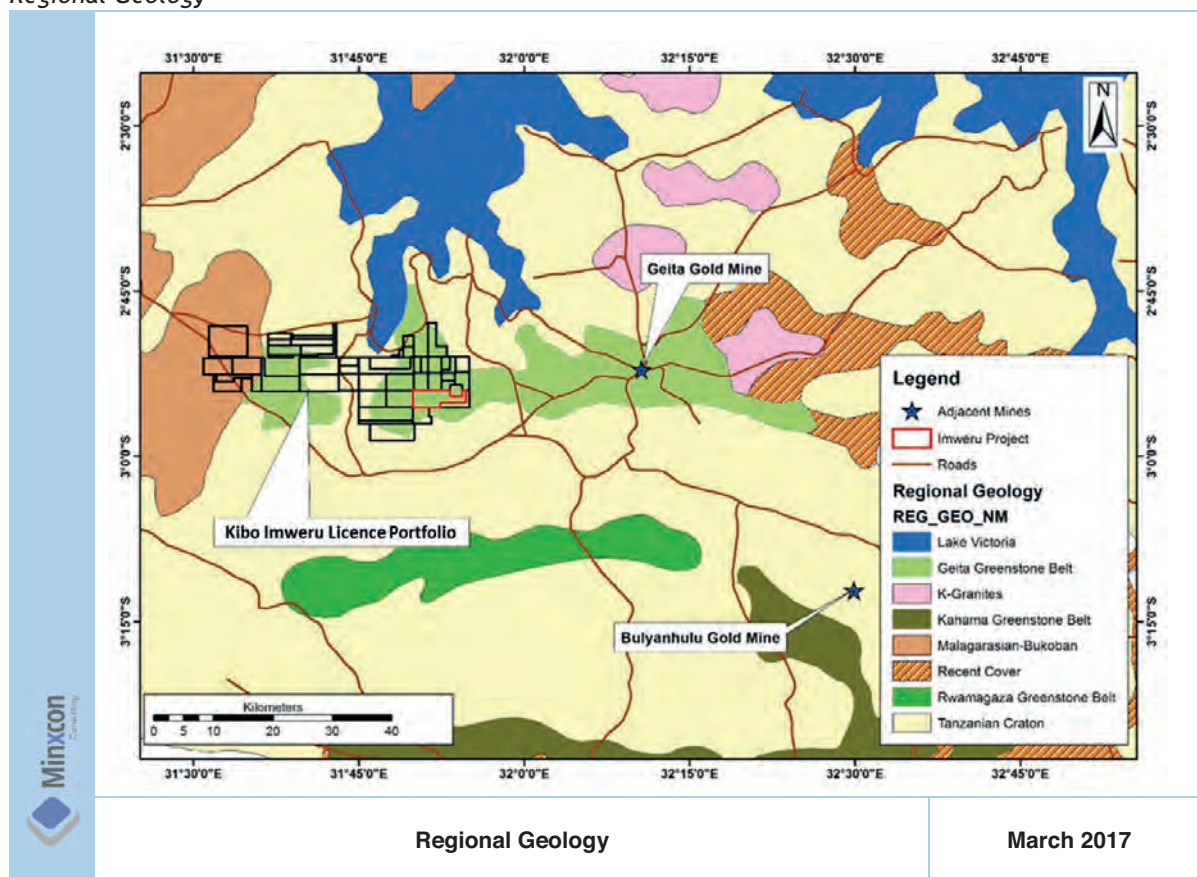 Regional Geology
31°30'0"E
31°45'0"E
32°0'0"E
32°15'0"E
32°30'0"E
32°45'0"E
N
2°30'0"S
2°30'0"S
Geita Gold Mine
2°45'0"S
2°45'0"S
Legend
Adjacent Mines
Imweru Project
Roads
Regional Geology
REG_GEO_NM
Lake Victoria
Geita Greenstone Belt
K-Granites
Kahama Greenstone Belt
Malagarasian-Bukoban
Recent Cover
Rwamagaza Greenstone Belt
Tanzanian Craton
3°0'0"S
3°0'0"S
Kibo Imweru Licence Portfolio
3°15'0"S
3°15'0"S
Bulyanhulu Gold Mine
Kilometers
0 5 10 20 30 40
31°30'0"E
31°45'0"E
32°0'0"E
32°15'0"E
32°30'0"E
32°45'0"E
Minxcon
Consulting
Regional Geology
March 2017